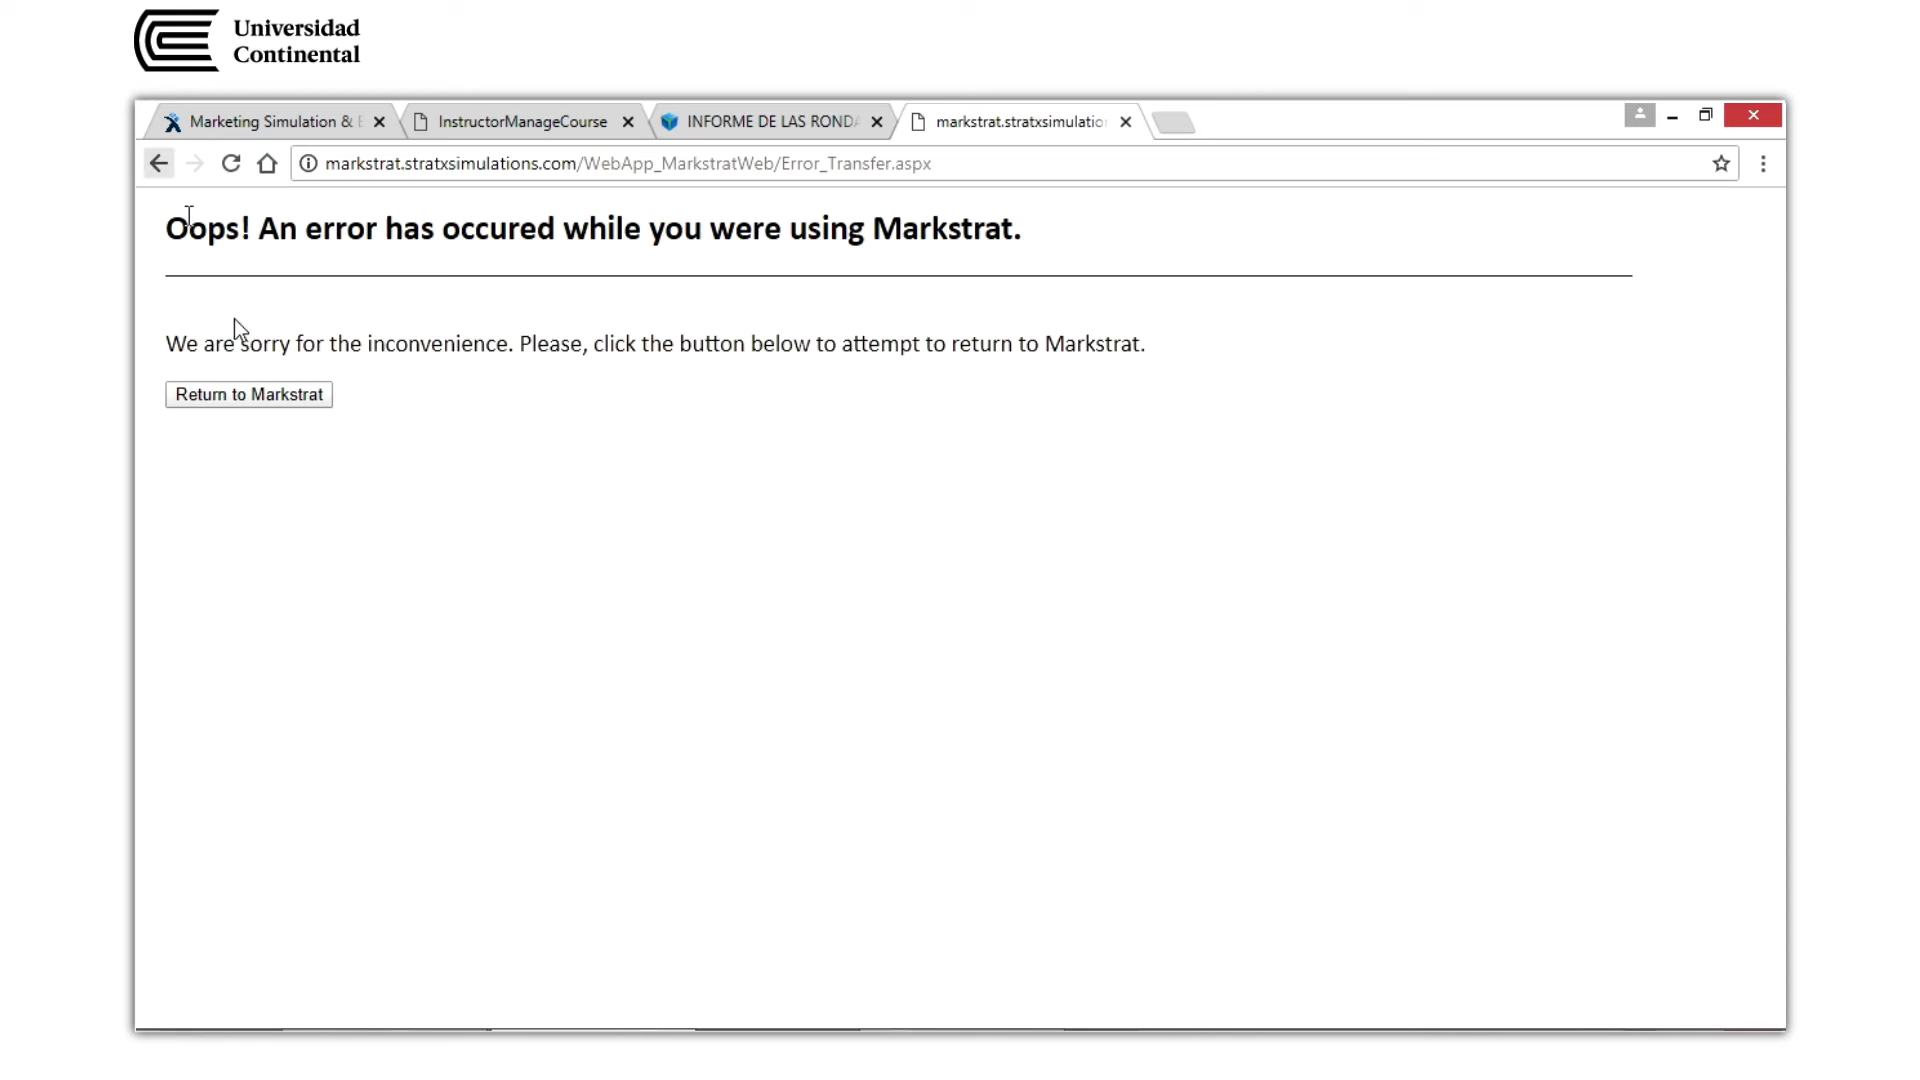 Universidad
Continental
Marketing Simulation &
InstructorManageCourse
INFORME DE LAS RONDA
markstrat.stratxsimulatio
markstrat.stratxsimulations.com/WebApp_MarkstratWeb/Error_Transfer.aspx
Oops! An error has occured while you were using Markstrat.
We are sorry for the inconvenience. Please, click the button below to attempt to return to Markstrat.
Return to Markstrat